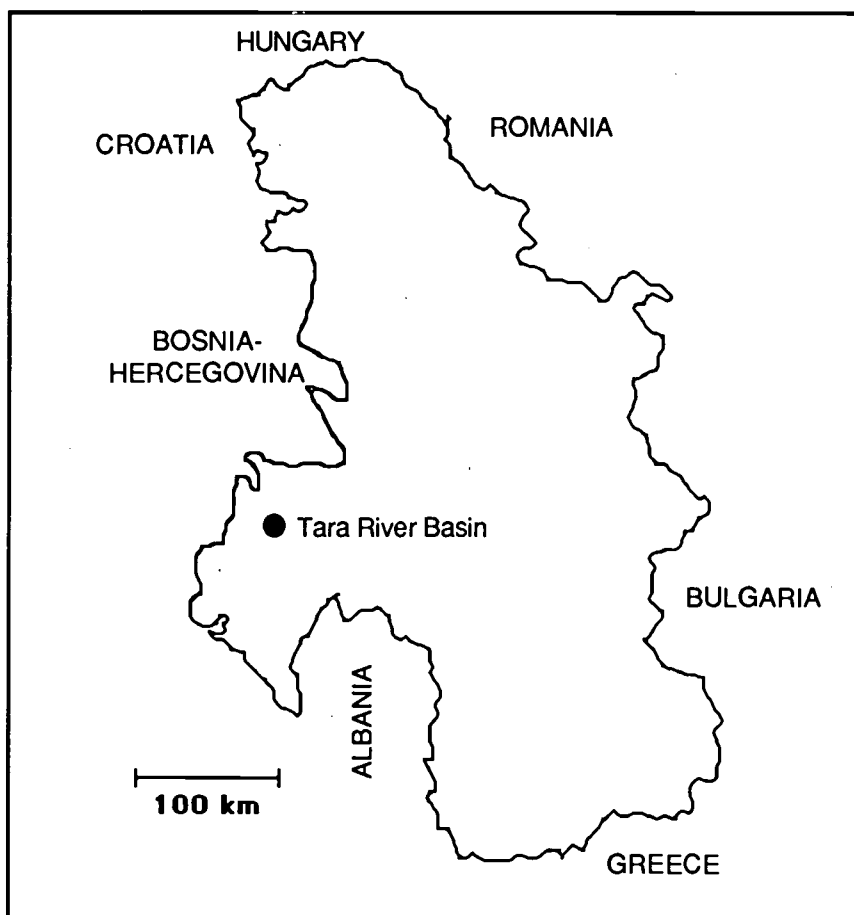 HUNGARY
ROMANIA
CROATIA
BOSNIA-
HERCEGOVINA
Tara River Basin
BULGARIA
ALBANIA
100 km
GREECE